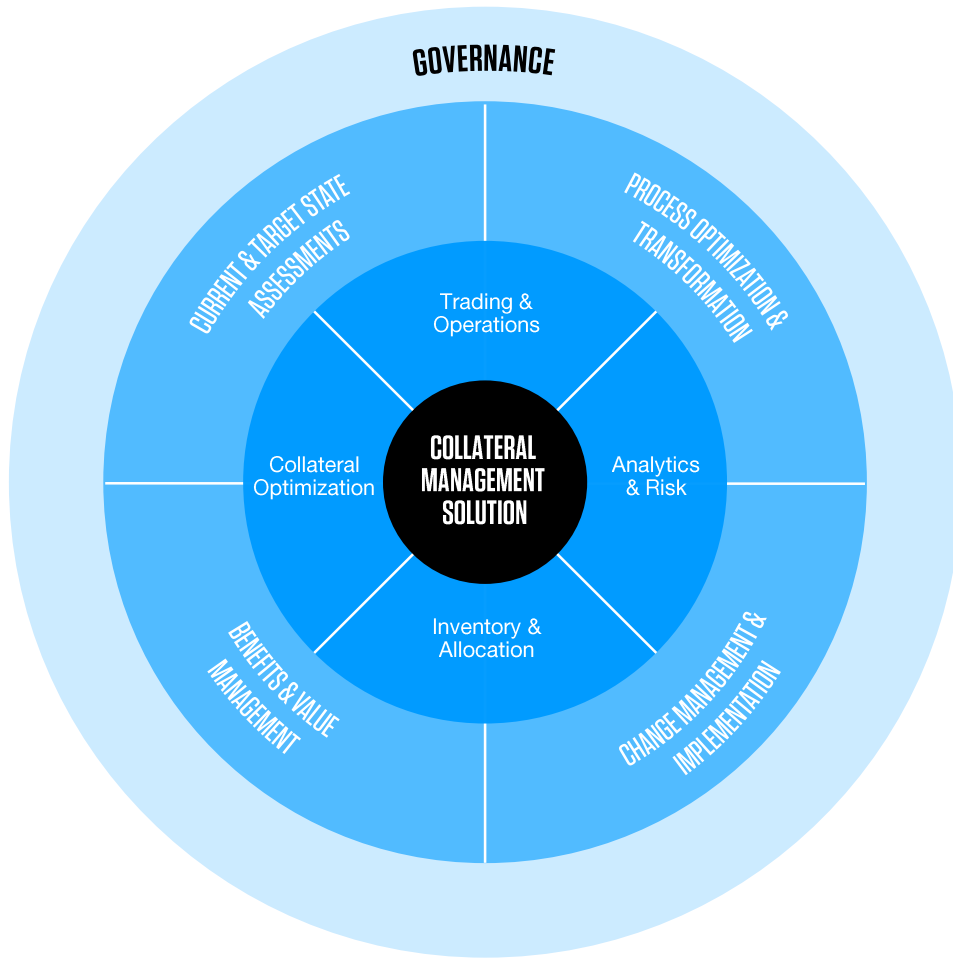 GOVERNANCE
CURRENT & TARGET STATE
ASSESSMENTS
PROCESS OPTIMIZATION &
TRANSFORMATION
Trading &
Operations
Collateral
Optimization
COLLATERAL
MANAGEMENT
SOLUTION
Analytics
& Risk
Inventory &
Allocation
BENEFITS & VALUE
MANAGEMENT
CHANGE MANAGEMENT &
IMPLEMENTATION